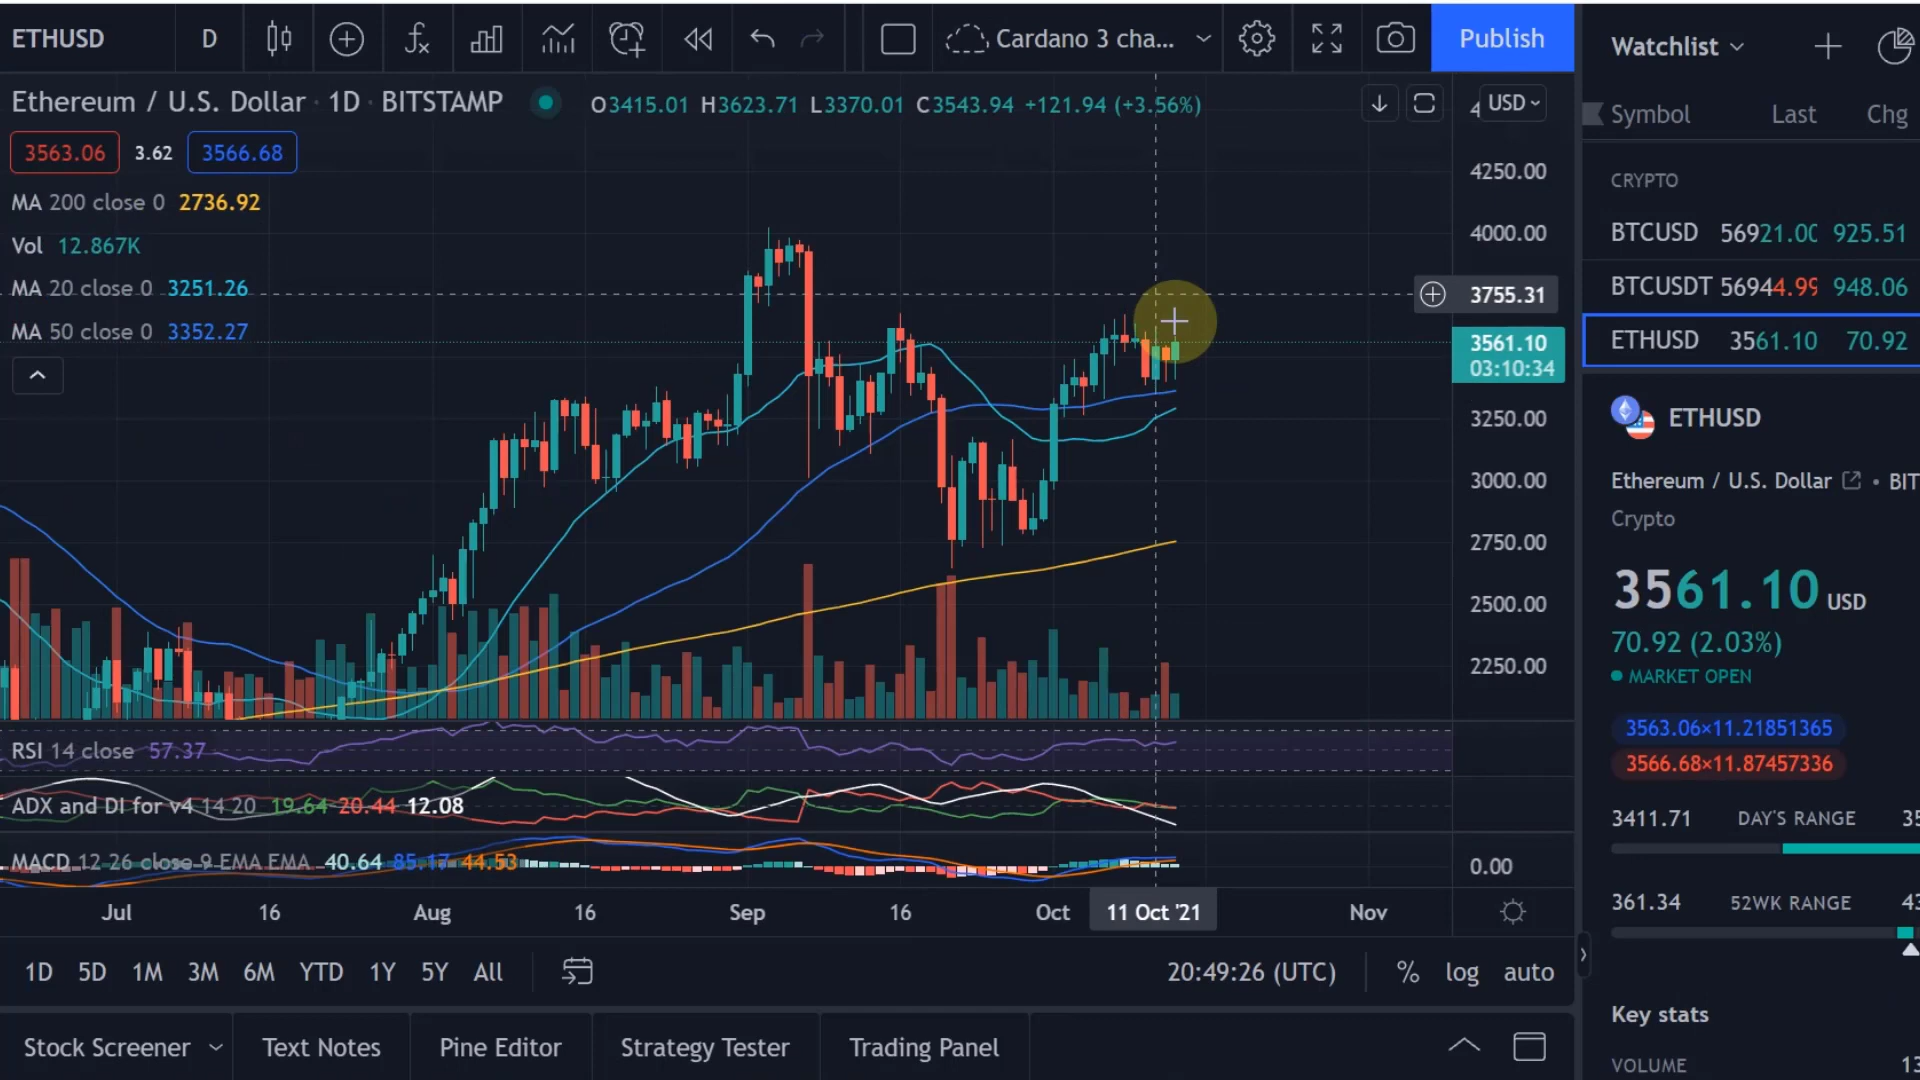 ETHUSD D Cardano 3 cha... Publish
Watchlist
Ethereum / U.S. Dollar · 1D · BITSTAMP O3415.01 H3623.71 L3370.01 C3543.94 +121.94 (+3.56%)
USD
Symbol Last Chg
3563.06 3.62 3566.68
MA 200 close 0 2736.92
Vol 12.867K
MA 20 close 0 3251.26
MA 50 close 0 3352.27
4250.00
4000.00
3755.31
3561.10
03:10:34
3250.00
3000.00
2750.00
2500.00
2250.00
RSI 14 close 57.37
ADX and DI for v4 14 20 19.64 20.44 12.08
MACD 12 26 close 9 EMA EMA 40.64 85.17 44.53
0.00
Jul 16 Aug 16 Sep 16 Oct 11 Oct '21 Nov
1D 5D 1M 3M 6M YTD 1Y 5Y All
20:49:26 (UTC) % log auto
Stock Screener Text Notes Pine Editor Strategy Tester Trading Panel
CRYPTO
BTCUSD 56921.00 925.51
BTCUSDT 56944.99 948.06
ETHUSD 3561.10 70.92
ETHUSD
Ethereum / U.S. Dollar • BIT
Crypto
3561.10 USD
70.92 (2.03%)
MARKET OPEN
3563.06×11.21851365
3566.68×11.87457336
3411.71 DAY'S RANGE 35
361.34 52WK RANGE 43
Key stats
VOLUME 13